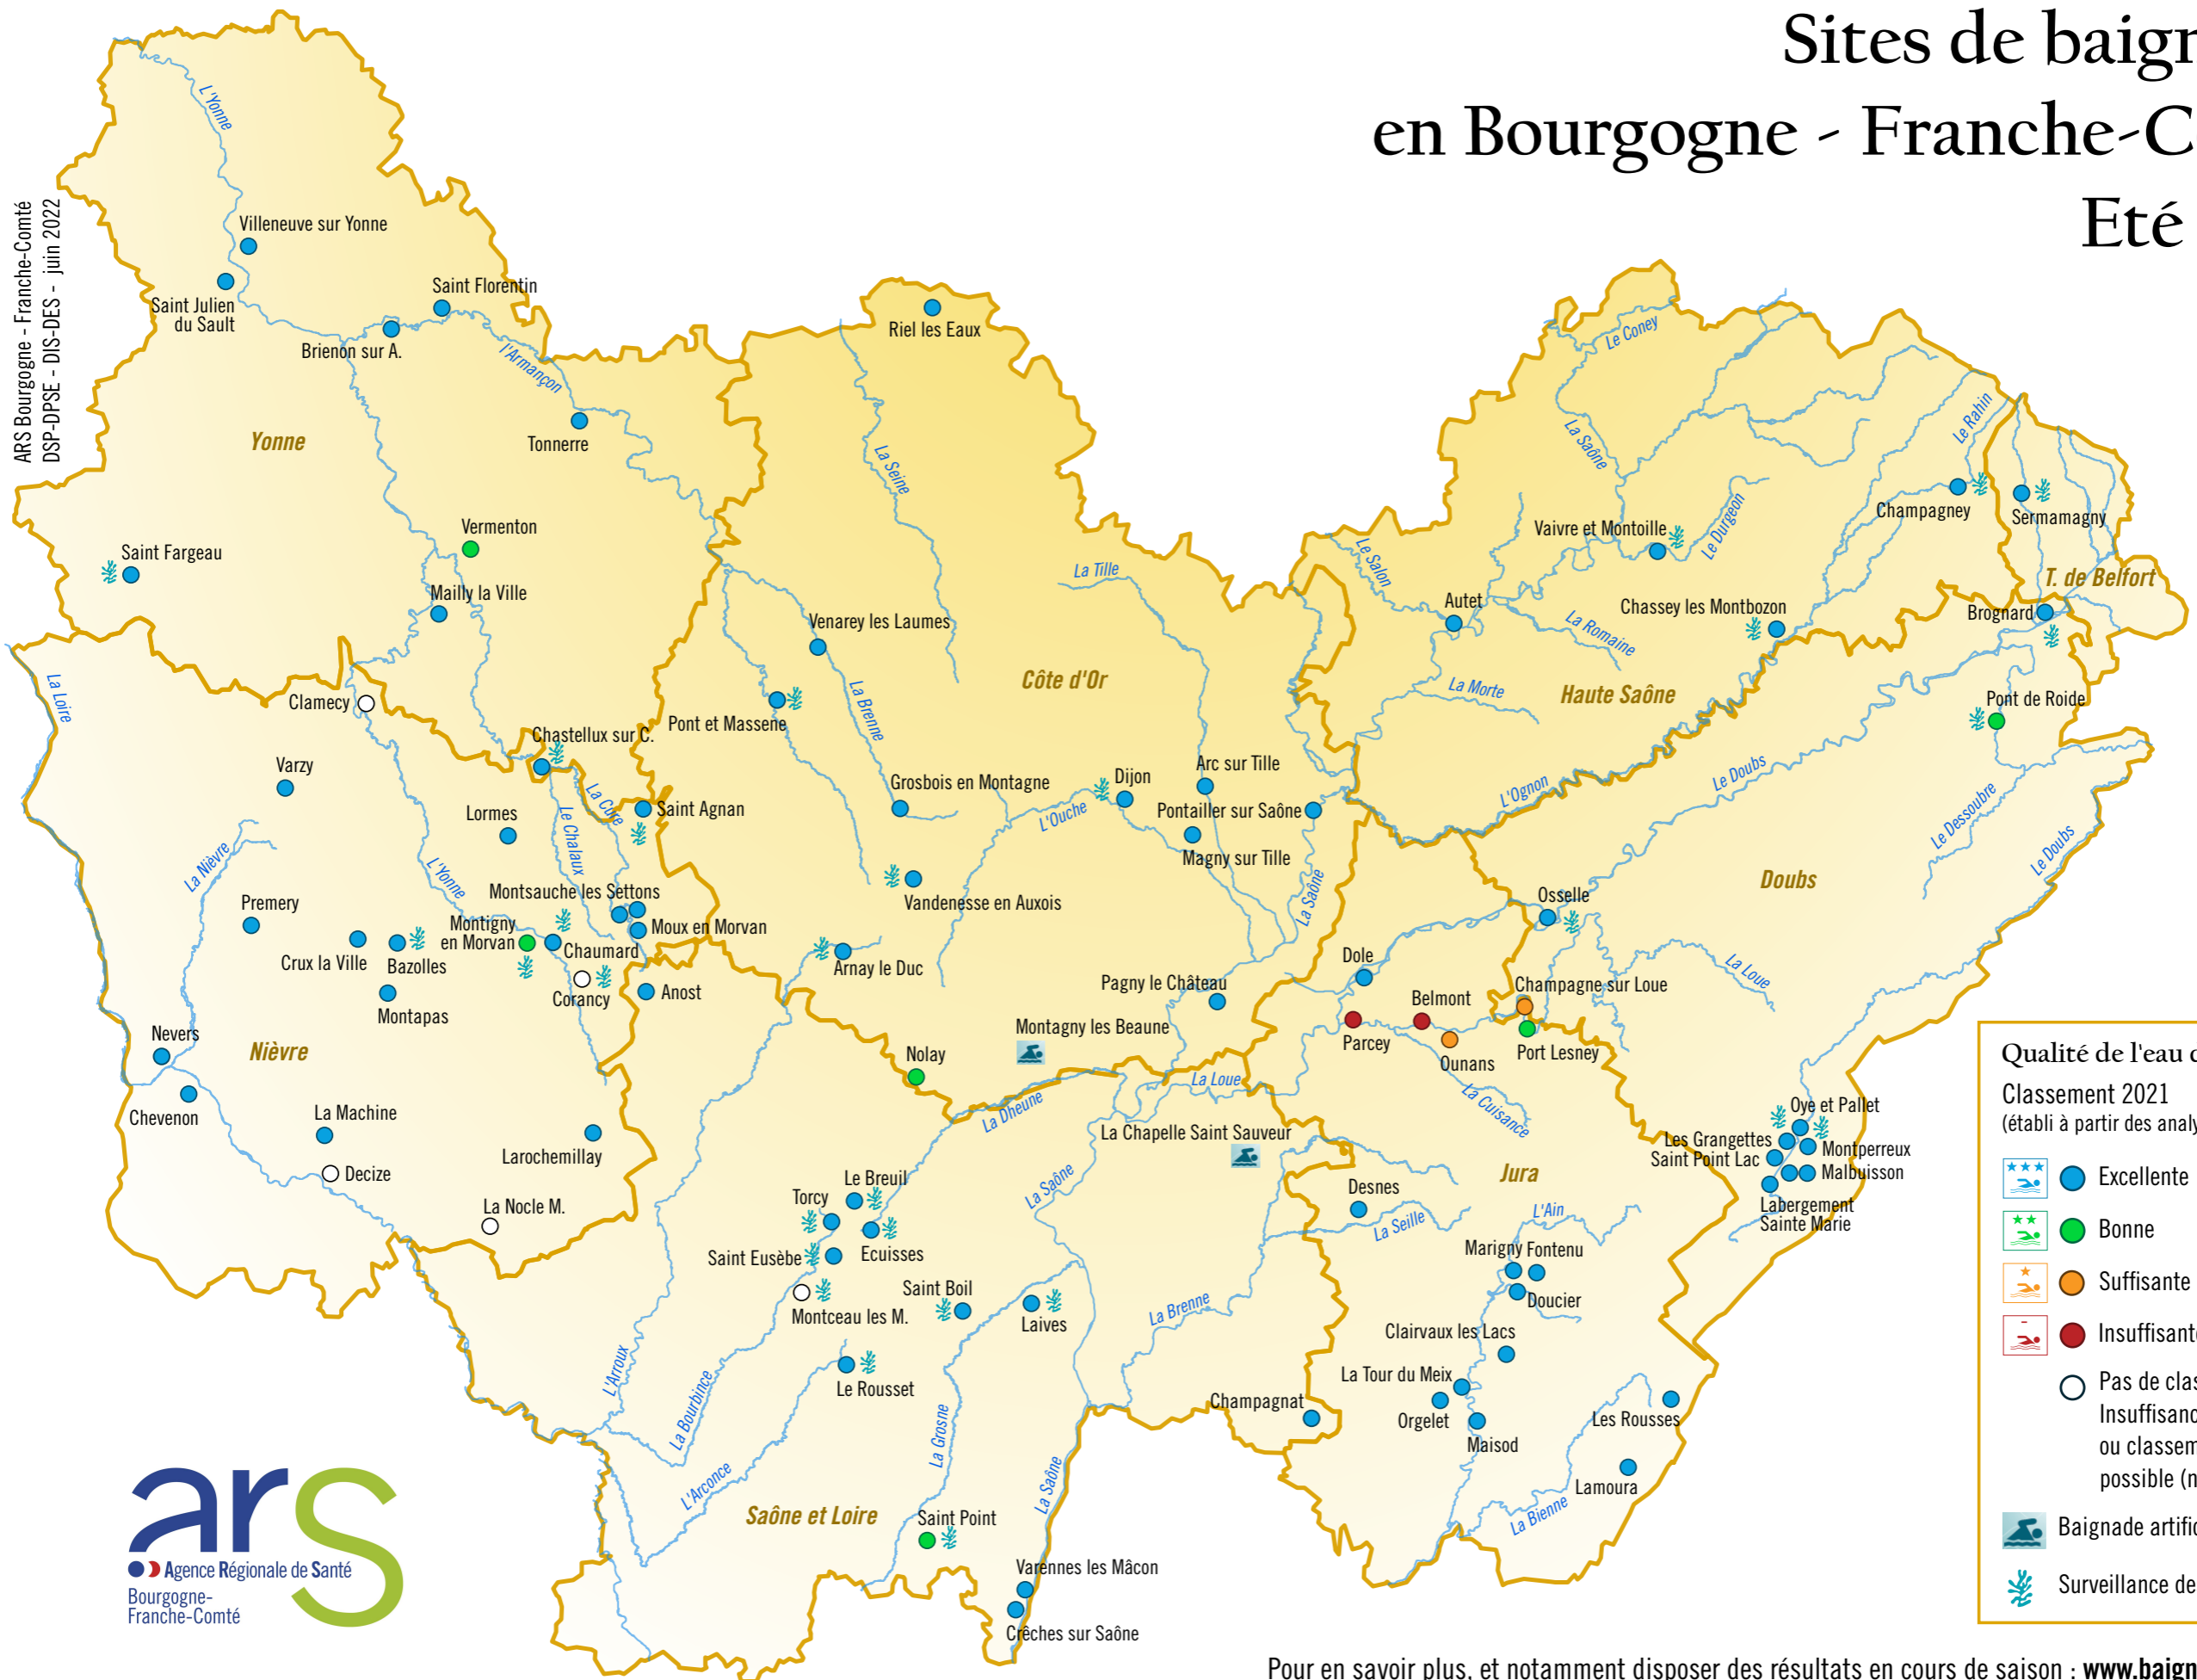 Sites de baign
en Bourgogne - Franche-C
Eté
ARS Bourgogne - Franche-Comté
DSP-DPSE - DIS-DES - juin 2022
L'Yonne
Villeneuve sur Yonne
Saint Julien
du Sault
Saint Florentin
Brienon sur A.
l'Armançon
Tonnerre
Yonne
Vermenton
Saint Fargeau
Mailly la Ville
Riel les Eaux
La Seine
La Tille
Venarey les Laumes
Côte d'Or
Pont et Massene
La Brenne
Grosbois en Montagne
Dijon
Arc sur Tille
Pontailler sur Saône
L'Ouche
Magny sur Tille
Vandenesse en Auxois
La Saône
Arnay le Duc
Pagny le Château
Montagny les Beaune
Nolay
Le Coney
La Saône
Le Rahin
Le Durgeon
Vaivre et Montoille
Champagney
Sermamagny
T. de Belfort
Le Salon
Autet
La Romaine
Chassey les Montbozon
Brognard
La Morte
Haute Saône
Pont de Roide
L'Ognon
Le Doubs
Le Dessoubre
Le Doubs
Doubs
Osselle
La Loue
La Loire
Clamecy
Chastellux sur C.
Varzy
La Cure
Saint Agnan
Lormes
Le Chalaux
La Nièvre
L'Yonne
Montsauche les Settons
Premery
Montigny
en Morvan
Moux en Morvan
Chaumard
Crux la Ville
Bazolles
Corancy
Anost
Montapas
Nevers
Nièvre
Chevenon
La Machine
Larochemillay
Decize
La Nocle M.
Dole
Belmont
Champagne sur Loue
Parcey
Ounans
Port Lesney
La Loue
La Cuisance
La Dheune
La Chapelle Saint Sauveur
Oye et Pallet
Les Grangettes
Montperreux
Saint Point Lac
Malbuisson
Labergement
Sainte Marie
Jura
Desnes
La Seille
L'Ain
Marigny
Fontenu
Doucier
Clairvaux les Lacs
La Tour du Meix
Orgelet
Maisod
Les Rousses
Lamoura
La Bienne
Le Breuil
Torcy
Saint Eusèbe
Ecuisses
La Saône
Saint Boil
Montceau les M.
Laives
La Brenne
L'Arroux
La Bourbince
Le Rousset
Champagnat
La Grosne
L'Arconce
La Saône
Saône et Loire
Saint Point
Varennes les Mâcon
Crêches sur Saône
Qualité de l'eau d
Classement 2021
(établi à partir des analy
Excellente
Bonne
Suffisante
Insuffisante
Pas de clas
Insuffisanc
ou classem
possible (n
Baignade artific
Surveillance de
ars
Agence Régionale de Santé
Bourgogne-
Franche-Comté
Pour en savoir plus, et notamment disposer des résultats en cours de saison : www.baign